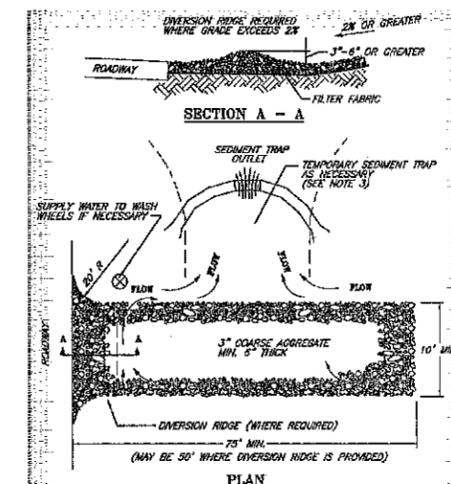 DIVERSION RIDGE REQUIRED
WHERE GRADE EXCEEDS 2%
2% OR GREATER
3"-6" OR GREATER
ROADWAY
FILTER FABRIC
SECTION A - A
SEDIMENT TRAP
OUTLET
TEMPORARY SEDIMENT TRAP
AS NECESSARY
(SEE NOTE 3)
SUPPLY WATER TO WASH
WHEELS IF NECESSARY
20' R
FLOW
FLOW
FLOW
FLOW
ROADWAY
A
A
A
A
3" COARSE AGGREGATE
MIN. 6" THICK
10' MI
DIVERSION RIDGE (WHERE REQUIRED)
75' MIN.
(MAY BE 50' WHERE DIVERSION RIDGE IS PROVIDED)
PLAN